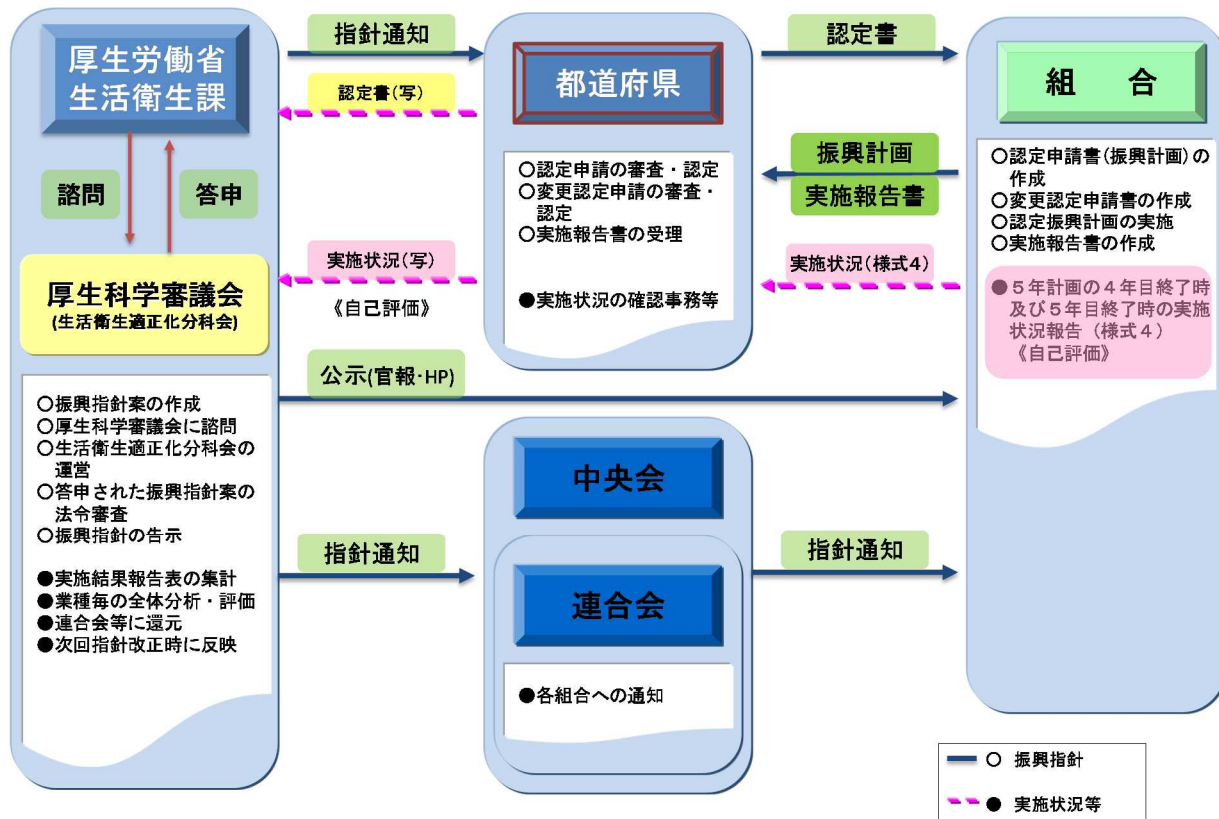 厚生労働省
生活衛生課
諮問
答申
厚生科学審議会
(生活衛生適正化分科会)
○振興指針案の作成
○厚生科学審議会に諮問
○生活衛生適正化分科会の
運営
○答申された振興指針案の
法令審査
○振興指針の告示
●実施結果報告表の集計
●業種毎の全体分析・評価
●連合会等に還元
●次回指針改正時に反映
指針通知
認定書(写)
実施状況(写)
《自己評価》
公示(官報･HP)
指針通知
都道府県
○認定申請の審査・認定
○変更認定申請の審査・
認定
○実施報告書の受理
●実施状況の確認事務等
中央会
連合会
●各組合への通知
認定書
振興計画
実施報告書
実施状況(様式４)
指針通知
組　合
○認定申請書(振興計画)の
作成
○変更認定申請書の作成
○認定振興計画の実施
○実施報告書の作成
●５年計画の４年目終了時
及び５年目終了時の実施
状況報告（様式４）
《自己評価》
○ 振興指針
● 実施状況等